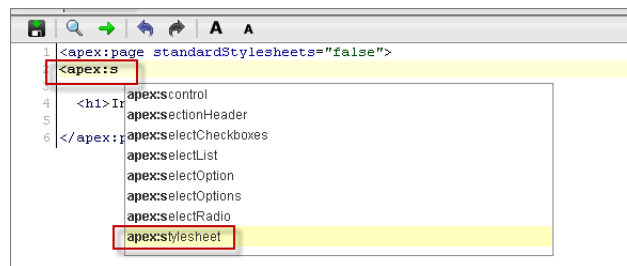 A A
1 <apex:page standardStylesheets="false">
2 <apex:s
3
4 <h1>In
5
6 </apex:p
apex:scontrol
apex:sectionHeader
apex:selectCheckboxes
apex:selectList
apex:selectOption
apex:selectOptions
apex:selectRadio
apex:stylesheet